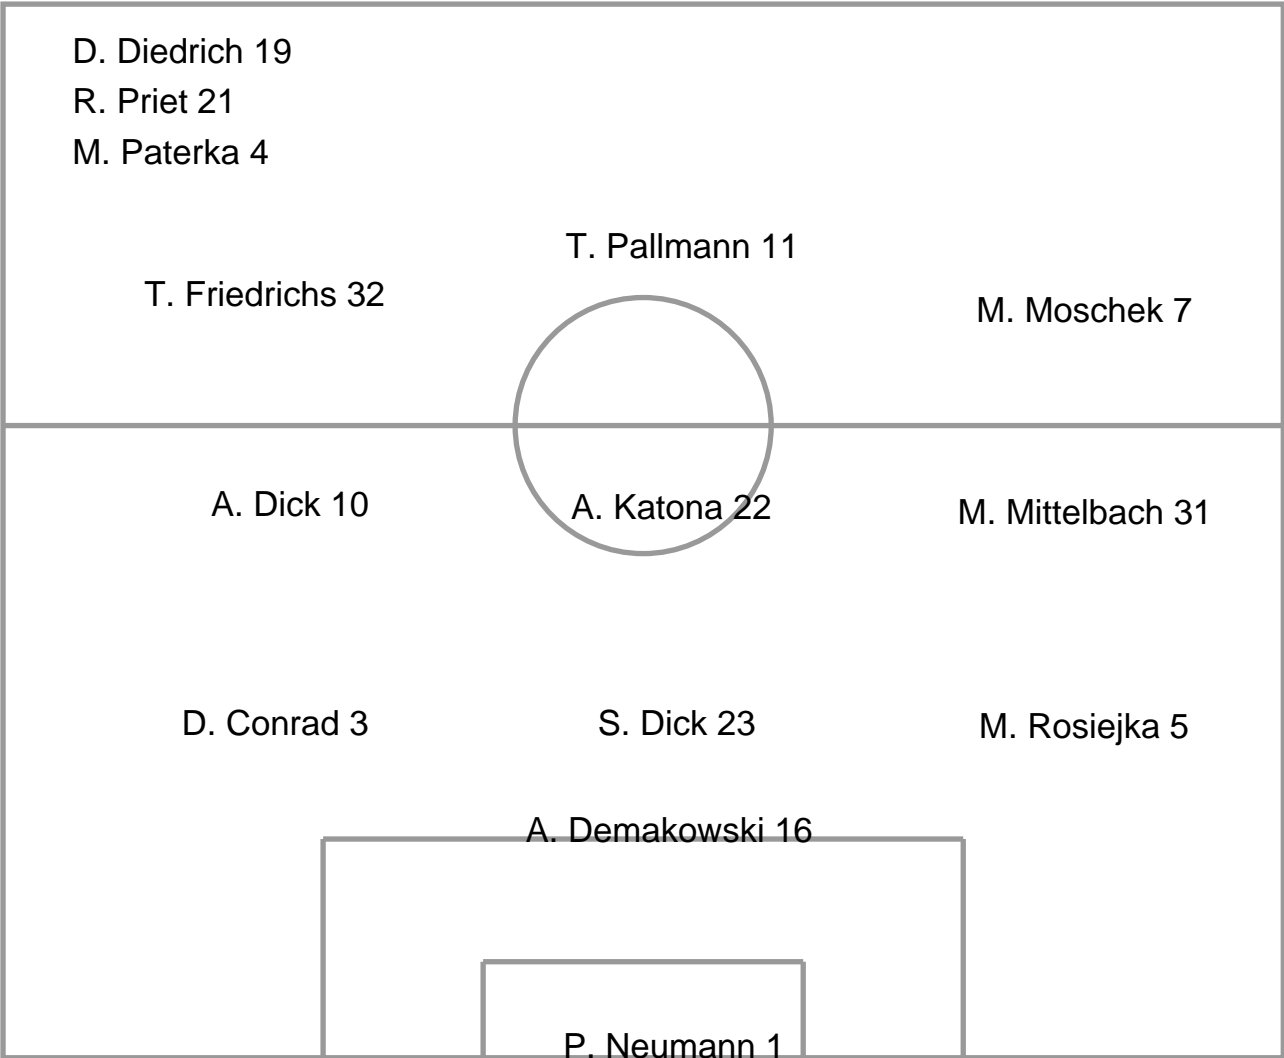 D. Diedrich 19
R. Priet 21
M. Paterka 4
T. Pallmann 11
T. Friedrichs 32
M. Moschek 7
A. Dick 10
A. Katona 22
M. Mittelbach 31
D. Conrad 3
S. Dick 23
M. Rosiejka 5
A. Demakowski 16
P. Neumann 1